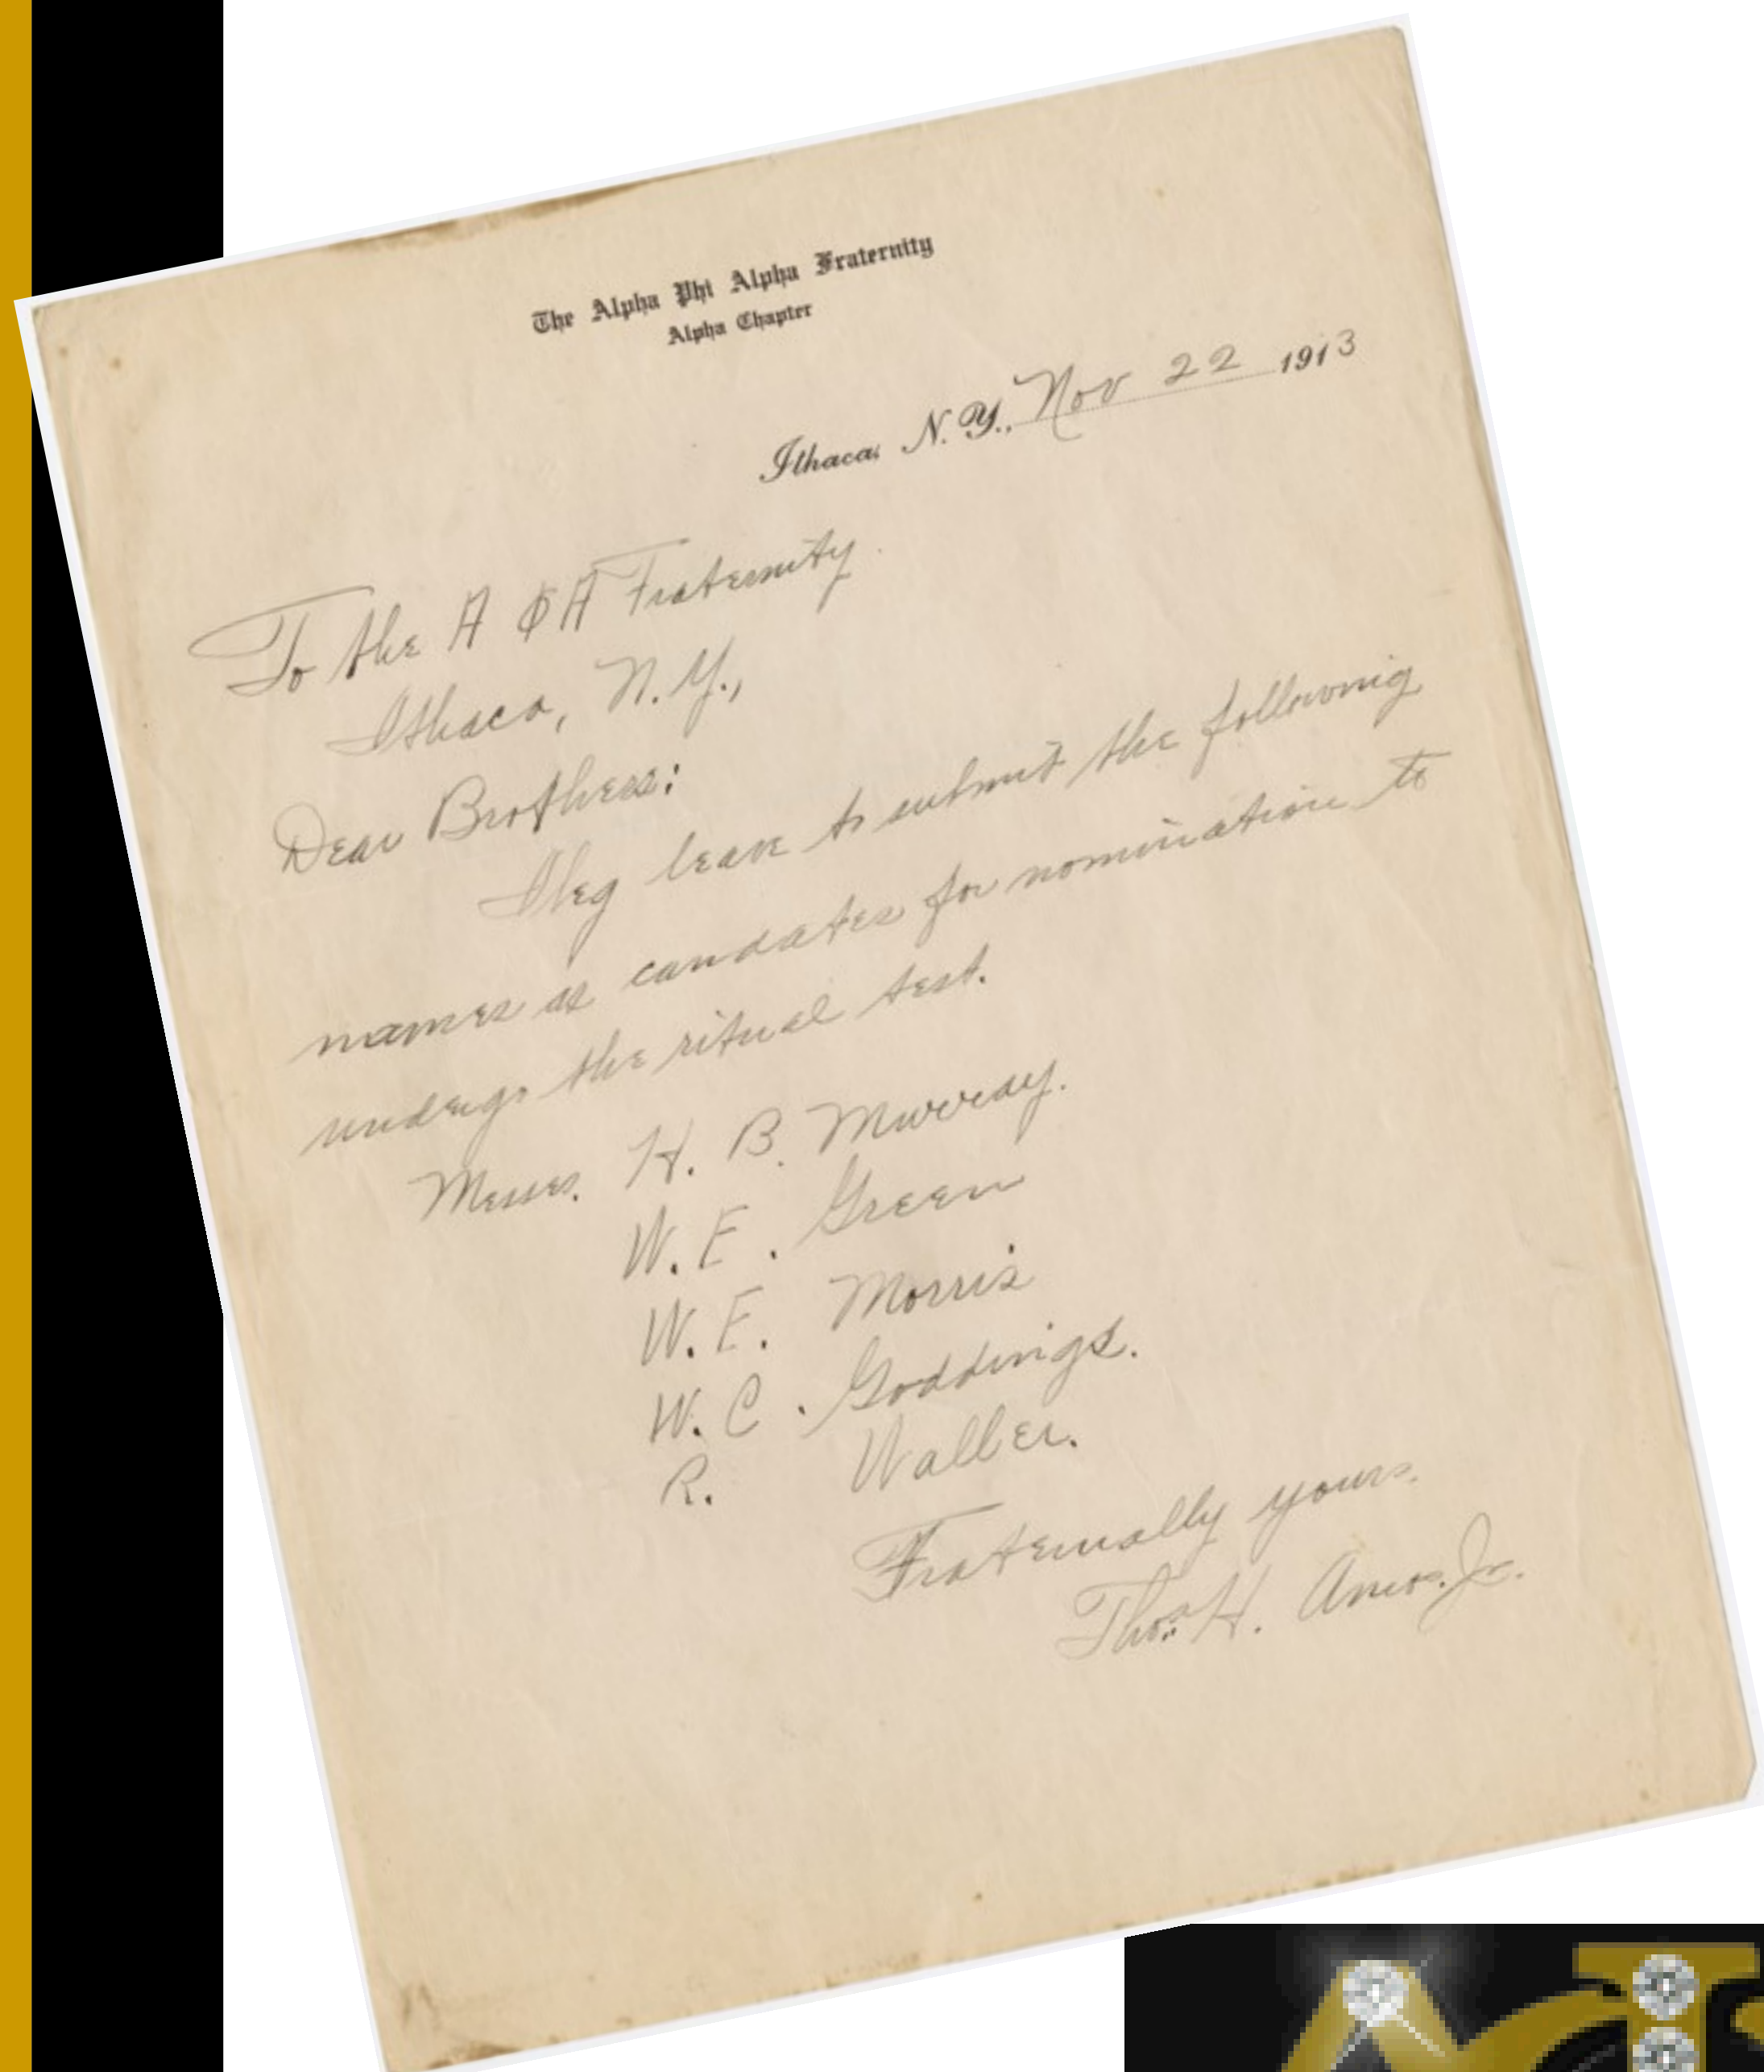 The Alpha Phi Alpha Fraternity
Alpha Chapter
Ithaca, N.Y., Nov 22 1913
To the A Φ A Fraternity
Ithaca, N.Y.,
Dear Brothers:
I beg leave to submit the following
names as candates for nomination to
undergo the ritual test.
Messrs. H. B. Murray.
W. E. Green
W. E. Morris
W. C. Goddings.
R. Waller.
Fraternally yours.
Thos. H. Amos. Jr.